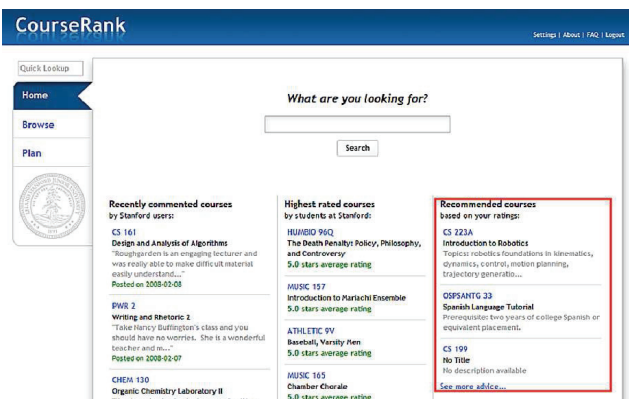 CourseRank
Settings | About | FAQ | Logout
Quick Lookup
Home
Browse
Plan
What are you looking for?
Search
Recently commented courses
by Stanford users:
CS 161
Design and Analysis of Algorithms
"Roughgarden is an engaging lecturer and
was really able to make difficult material
easily understand..."
Posted on 2008-02-08
PWR 2
Writing and Rhetoric 2
"Take Nancy Buffington's class and you
should have no worries. She is a wonderful
teacher and m..."
Posted on 2008-02-07
CHEM 130
Organic Chemistry Laboratory II
Highest rated courses
by students at Stanford:
HUMBIO 96Q
The Death Penalty: Policy, Philosophy,
and Controversy
5.0 stars average rating
MUSIC 157
Introduction to Mariachi Ensemble
5.0 stars average rating
ATHLETIC 9V
Baseball, Varsity Men
5.0 stars average rating
MUSIC 165
Chamber Chorale
5.0 stars average rating
Recommended courses
based on your ratings:
CS 223A
Introduction to Robotics
Topics: robotics foundations in kinematics,
dynamics, control, motion planning,
trajectory generatio...
OSPSANTG 33
Spanish Language Tutorial
Prerequisite: two years of college Spanish or
equivalent placement.
CS 199
No Title
No description available
See more advice...